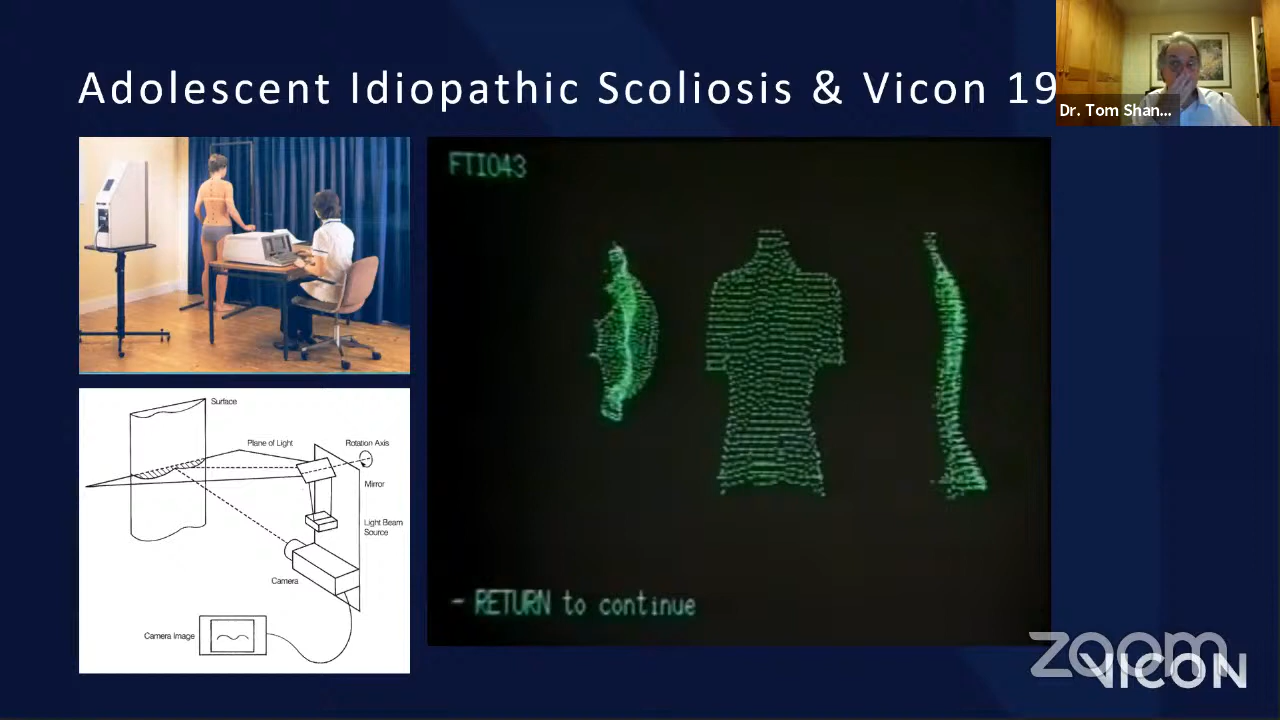 Adolescent Idiopathic Scoliosis & Vicon 19
Dr. Tom Shan...
FTI043
Surface
Plane of Light
Rotation Axis
Mirror
Light Beam
Source
Camera
Camera Image
- RETURN to continue
zoom
VICON